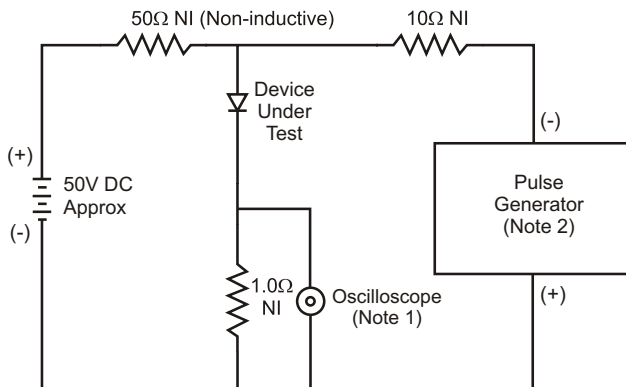 50Ω NI (Non-inductive)
10Ω NI
Device
Under
Test
(+)
50V DC
Approx
(-)
(-)
Pulse
Generator
(Note 2)
(+)
1.0Ω
NI
Oscilloscope
(Note 1)